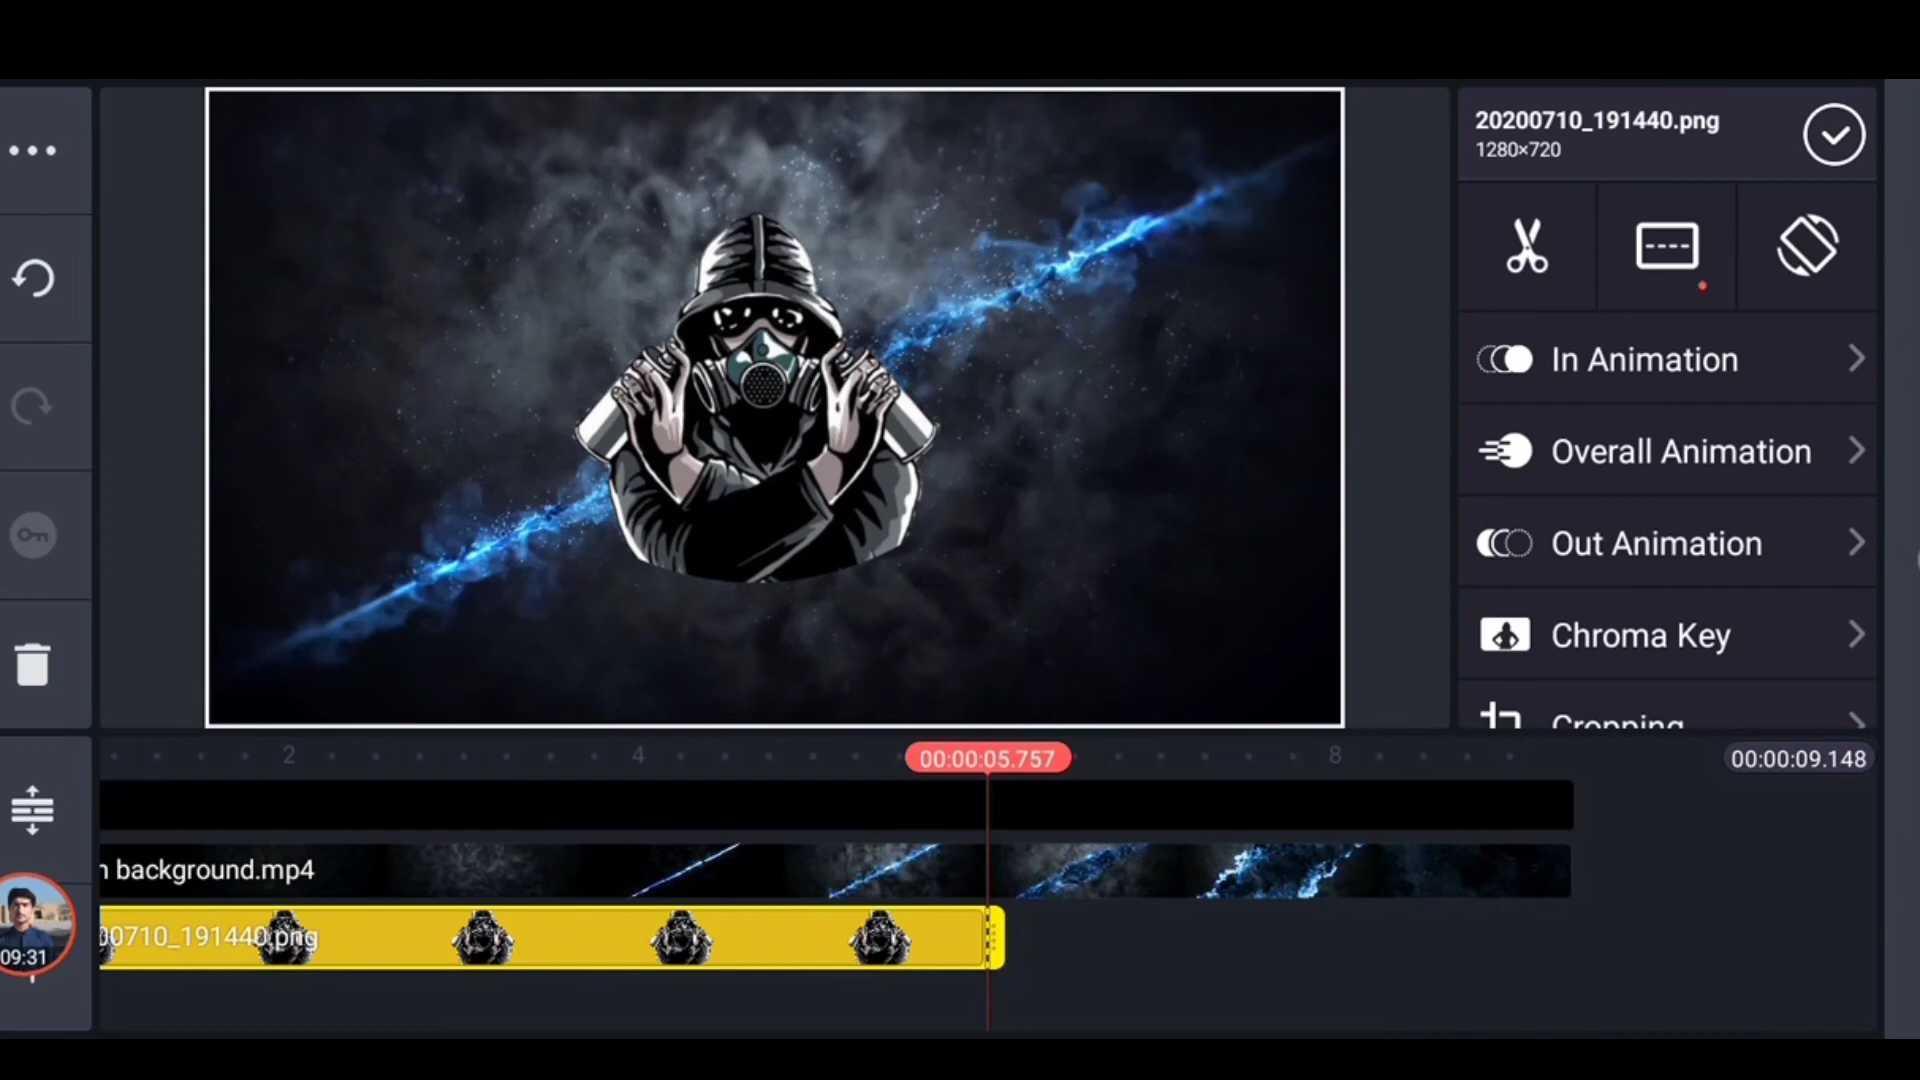 20200710_191440.png
1280×720
In Animation
Overall Animation
Out Animation
Chroma Key
Cropping
2
4
00:00:05.757
8
00:00:09.148
n background.mp4
00710_191440.png
09:31